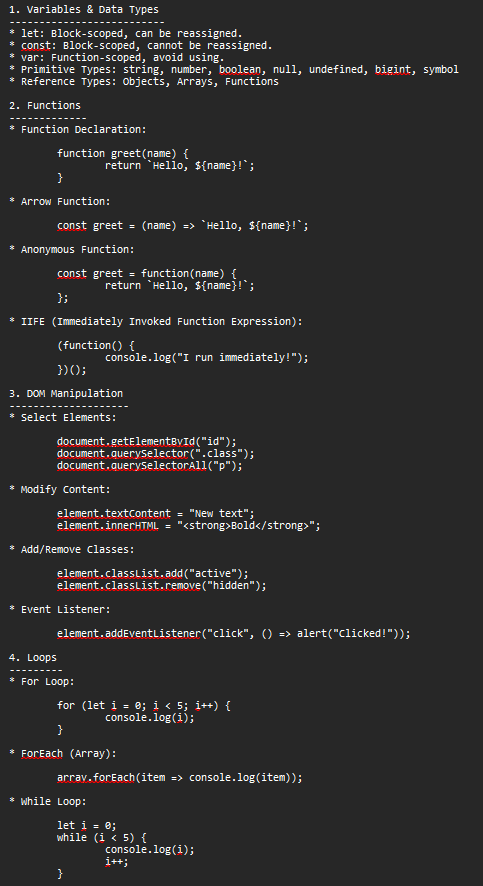 1. Variables & Data Types
--------------------------
* let: Block-scoped, can be reassigned.
* const: Block-scoped, cannot be reassigned.
* var: Function-scoped, avoid using.
* Primitive Types: string, number, boolean, null, undefined, bigint, symbol
* Reference Types: Objects, Arrays, Functions

2. Functions
-------------
* Function Declaration:

	function greet(name) {
		return `Hello, ${name}!`;
	}

* Arrow Function:

	const greet = (name) => `Hello, ${name}!`;

* Anonymous Function:

	const greet = function(name) {
		return `Hello, ${name}!`;
	};

* IIFE (Immediately Invoked Function Expression):

	(function() {
		console.log("I run immediately!");
	})();

3. DOM Manipulation
--------------------
* Select Elements:

	document.getElementById("id");
	document.querySelector(".class");
	document.querySelectorAll("p");

* Modify Content:

	element.textContent = "New text";
	element.innerHTML = "<strong>Bold</strong>";

* Add/Remove Classes:

	element.classList.add("active");
	element.classList.remove("hidden");

* Event Listener:

	element.addEventListener("click", () => alert("Clicked!"));

4. Loops
---------
* For Loop:

	for (let i = 0; i < 5; i++) {
		console.log(i);
	}

* ForEach (Array):

	array.forEach(item => console.log(item));

* While Loop:

	let i = 0;
	while (i < 5) {
		console.log(i);
		i++;
	}